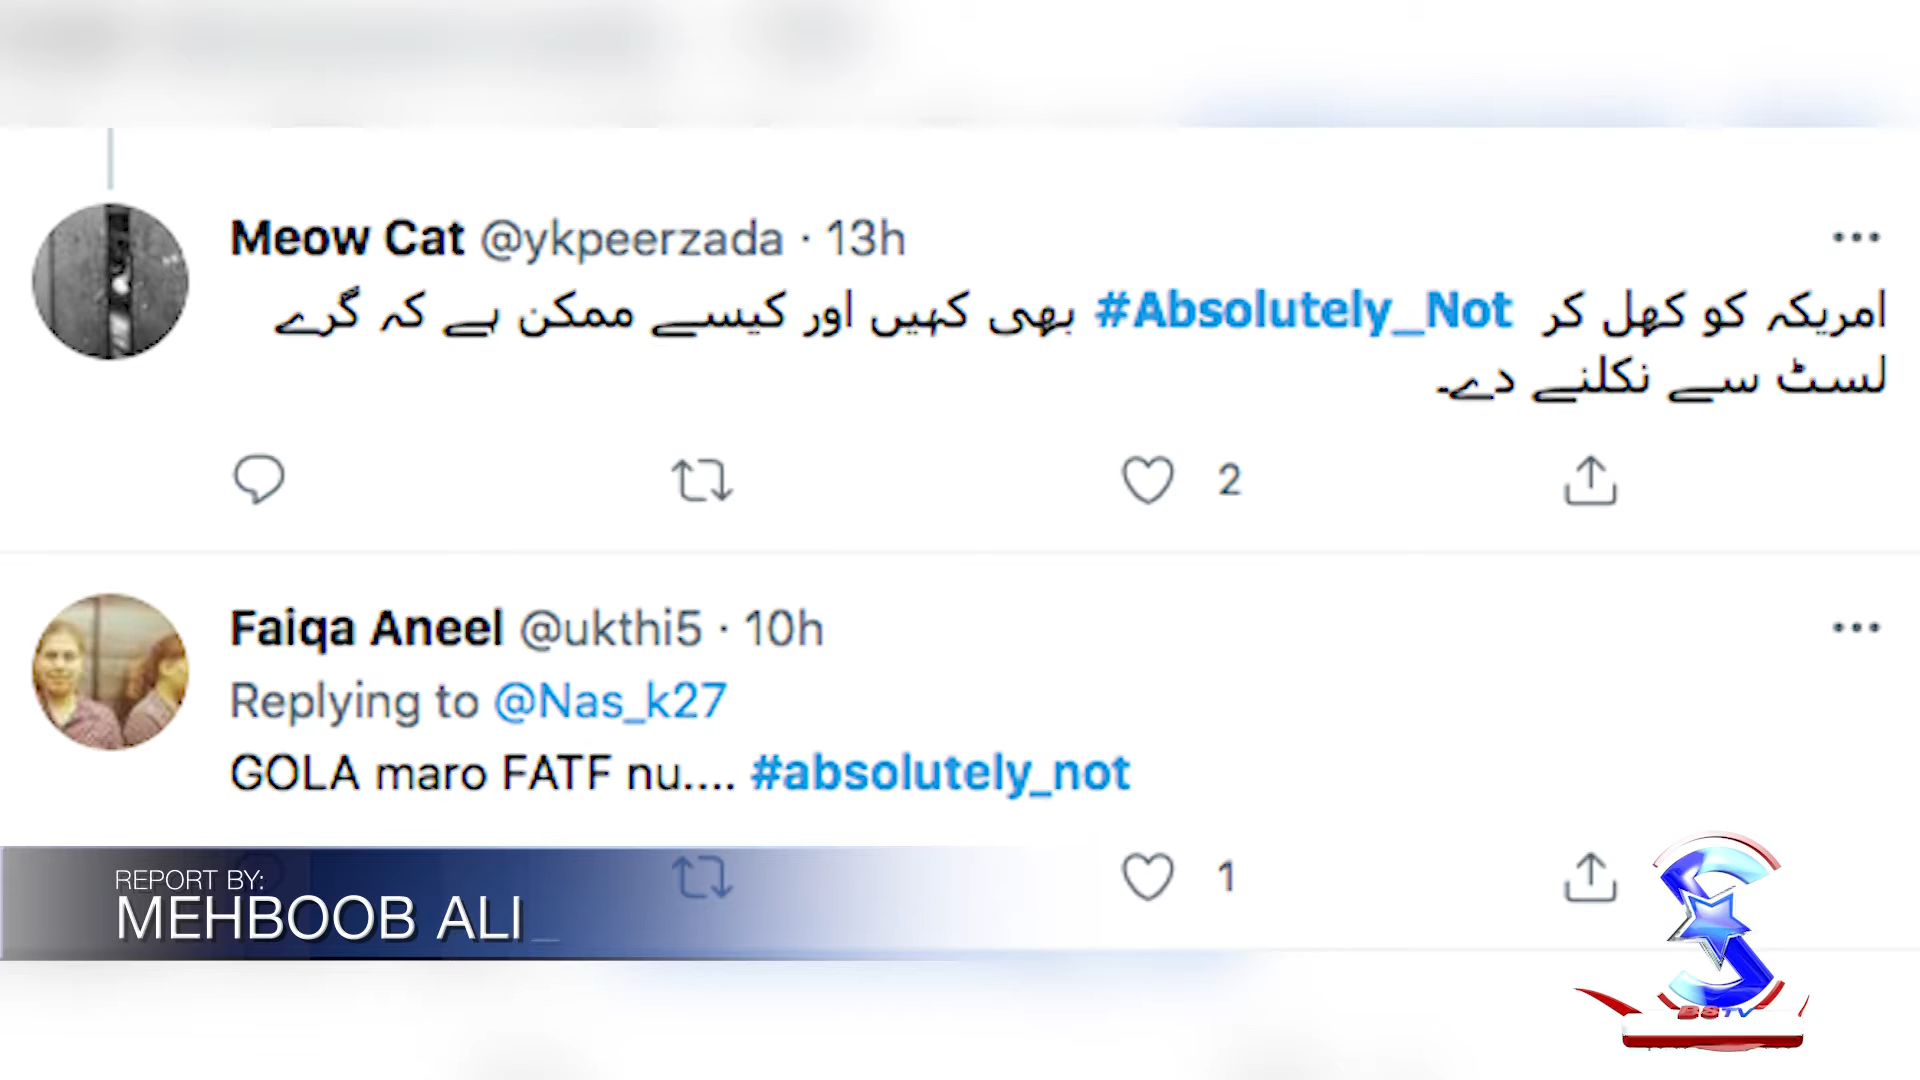 Meow Cat @ykpeerzada · 13h
امریکہ کو کھل کر #Absolutely_Not بھی کہیں اور کیسے ممکن ہے کہ گرے
لسٹ سے نکلنے دے۔
2
Faiqa Aneel @ukthi5 · 10h
Replying to @Nas_k27
GOLA maro FATF nu.... #absolutely_not
1
REPORT BY:
MEHBOOB ALI
BSTV